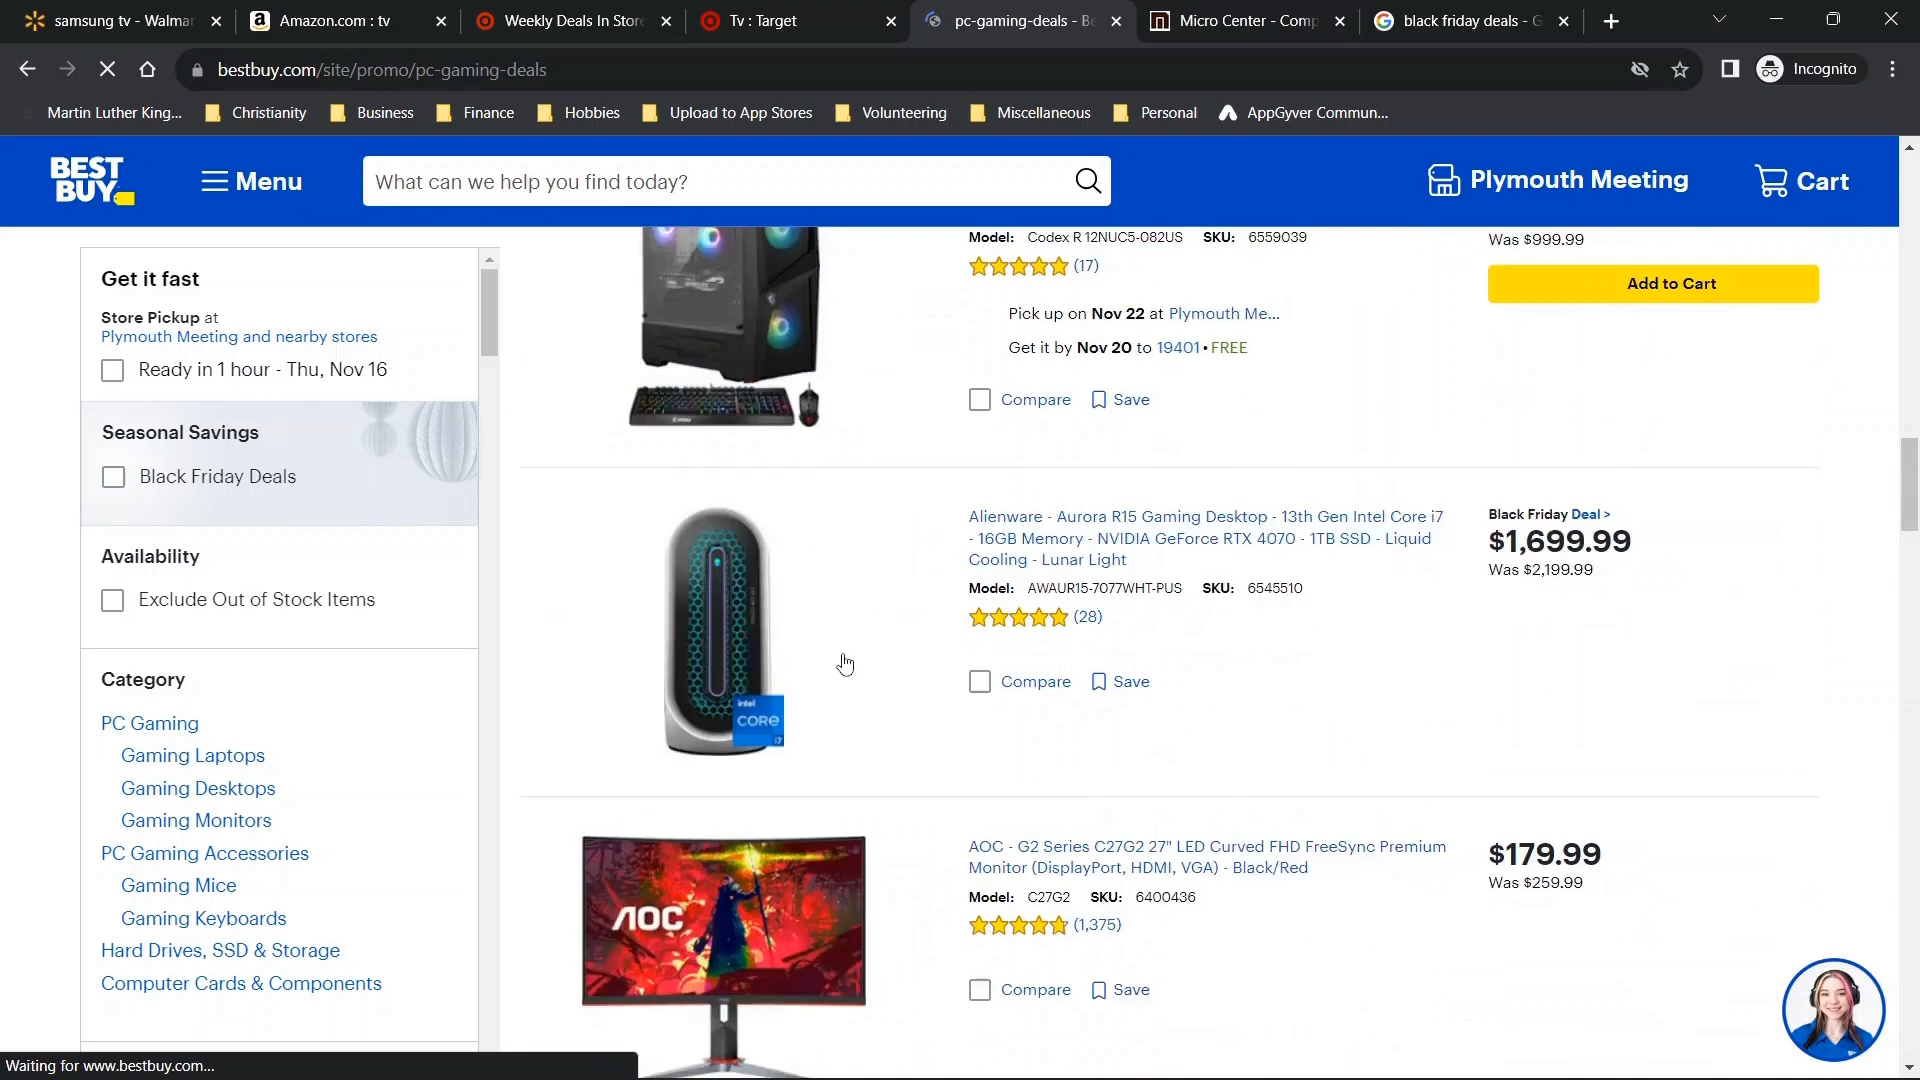 samsung tv - Walmar
Amazon.com : tv
Weekly Deals In Store
Tv : Target
pc-gaming-deals - Be
Micro Center - Comp
black friday deals - G
bestbuy.com/site/promo/pc-gaming-deals
Incognito
Martin Luther King...
Christianity
Business
Finance
Hobbies
Upload to App Stores
Volunteering
Miscellaneous
Personal
AppGyver Commun...
BEST
BUY
Menu
What can we help you find today?
Plymouth Meeting
Cart
Get it fast
Store Pickup at
Plymouth Meeting and nearby stores
Ready in 1 hour - Thu, Nov 16
Seasonal Savings
Black Friday Deals
Availability
Exclude Out of Stock Items
Category
PC Gaming
Gaming Laptops
Gaming Desktops
Gaming Monitors
PC Gaming Accessories
Gaming Mice
Gaming Keyboards
Hard Drives, SSD & Storage
Computer Cards & Components
Model: Codex R 12NUC5-082US SKU: 6559039
(17)
Pick up on Nov 22 at Plymouth Me...
Get it by Nov 20 to 19401 • FREE
Compare Save
Was $999.99
Add to Cart
intel
CORE
i7
Alienware - Aurora R15 Gaming Desktop - 13th Gen Intel Core i7
- 16GB Memory - NVIDIA GeForce RTX 4070 - 1TB SSD - Liquid
Cooling - Lunar Light
Model: AWAUR15-7077WHT-PUS SKU: 6545510
(28)
Compare Save
Black Friday Deal >
$1,699.99
Was $2,199.99
AOC
AOC - G2 Series C27G2 27" LED Curved FHD FreeSync Premium
Monitor (DisplayPort, HDMI, VGA) - Black/Red
Model: C27G2 SKU: 6400436
(1,375)
Compare Save
$179.99
Was $259.99
Waiting for www.bestbuy.com...